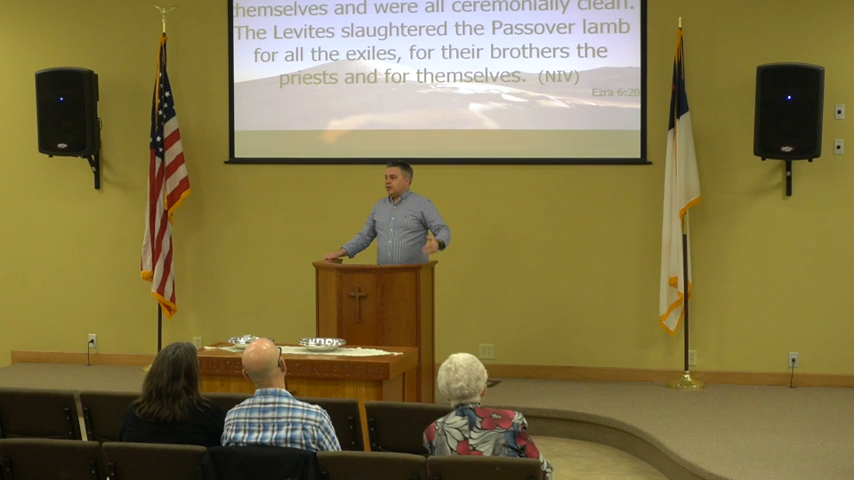 themselves and were all ceremonially clean.
The Levites slaughtered the Passover lamb
for all the exiles, for their brothers the
priests and for themselves. (NIV)
Ezra 6:20